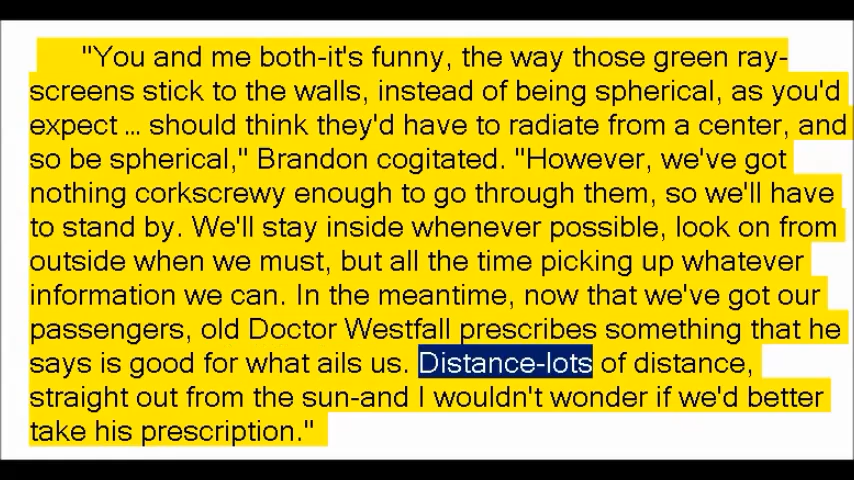 "You and me both-it's funny, the way those green ray-
screens stick to the walls, instead of being spherical, as you'd
expect ... should think they'd have to radiate from a center, and
so be spherical," Brandon cogitated. "However, we've got
nothing corkscrewy enough to go through them, so we'll have
to stand by. We'll stay inside whenever possible, look on from
outside when we must, but all the time picking up whatever
information we can. In the meantime, now that we've got our
passengers, old Doctor Westfall prescribes something that he
says is good for what ails us. Distance-lots of distance,
straight out from the sun-and I wouldn't wonder if we'd better
take his prescription."